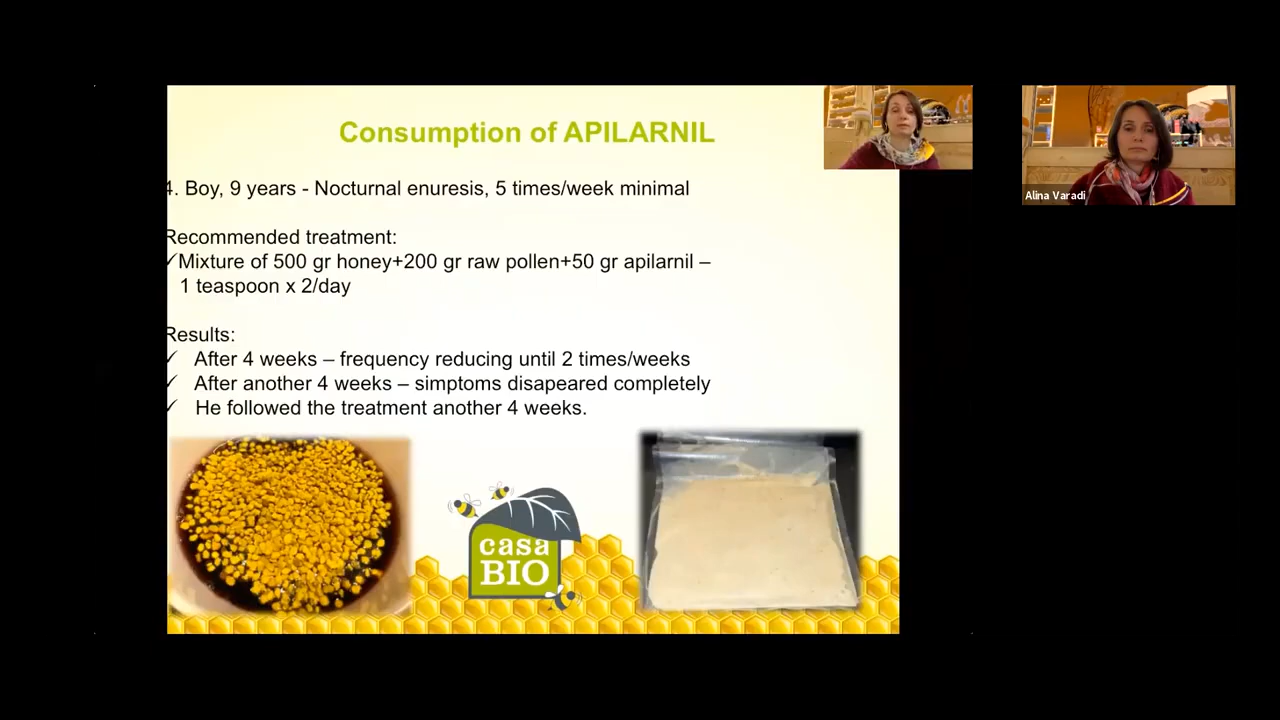 Consumption of APILARNIL
4. Boy, 9 years - Nocturnal enuresis, 5 times/week minimal
Recommended treatment:
✓Mixture of 500 gr honey+200 gr raw pollen+50 gr apilarnil –
1 teaspoon x 2/day
Results:
✓ After 4 weeks – frequency reducing until 2 times/weeks
✓ After another 4 weeks – simptoms disapeared completely
✓ He followed the treatment another 4 weeks.
casa
BIO
Alina Varadi